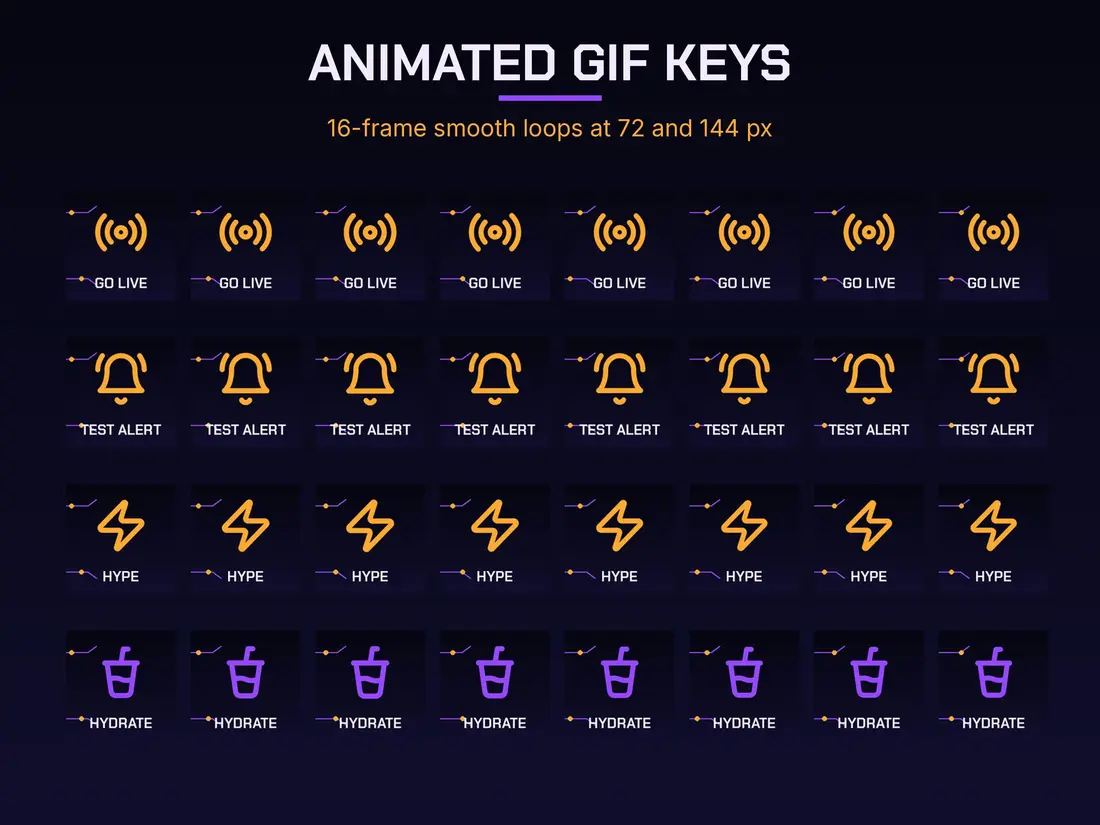 ANIMATED GIF KEYS
16-frame smooth loops at 72 and 144 px
GO LIVE GO LIVE GO LIVE GO LIVE GO LIVE GO LIVE GO LIVE GO LIVE
TEST ALERT TEST ALERT TEST ALERT TEST ALERT TEST ALERT TEST ALERT TEST ALERT TEST ALERT
HYPE HYPE HYPE HYPE HYPE HYPE HYPE HYPE
HYDRATE HYDRATE HYDRATE HYDRATE HYDRATE HYDRATE HYDRATE HYDRATE